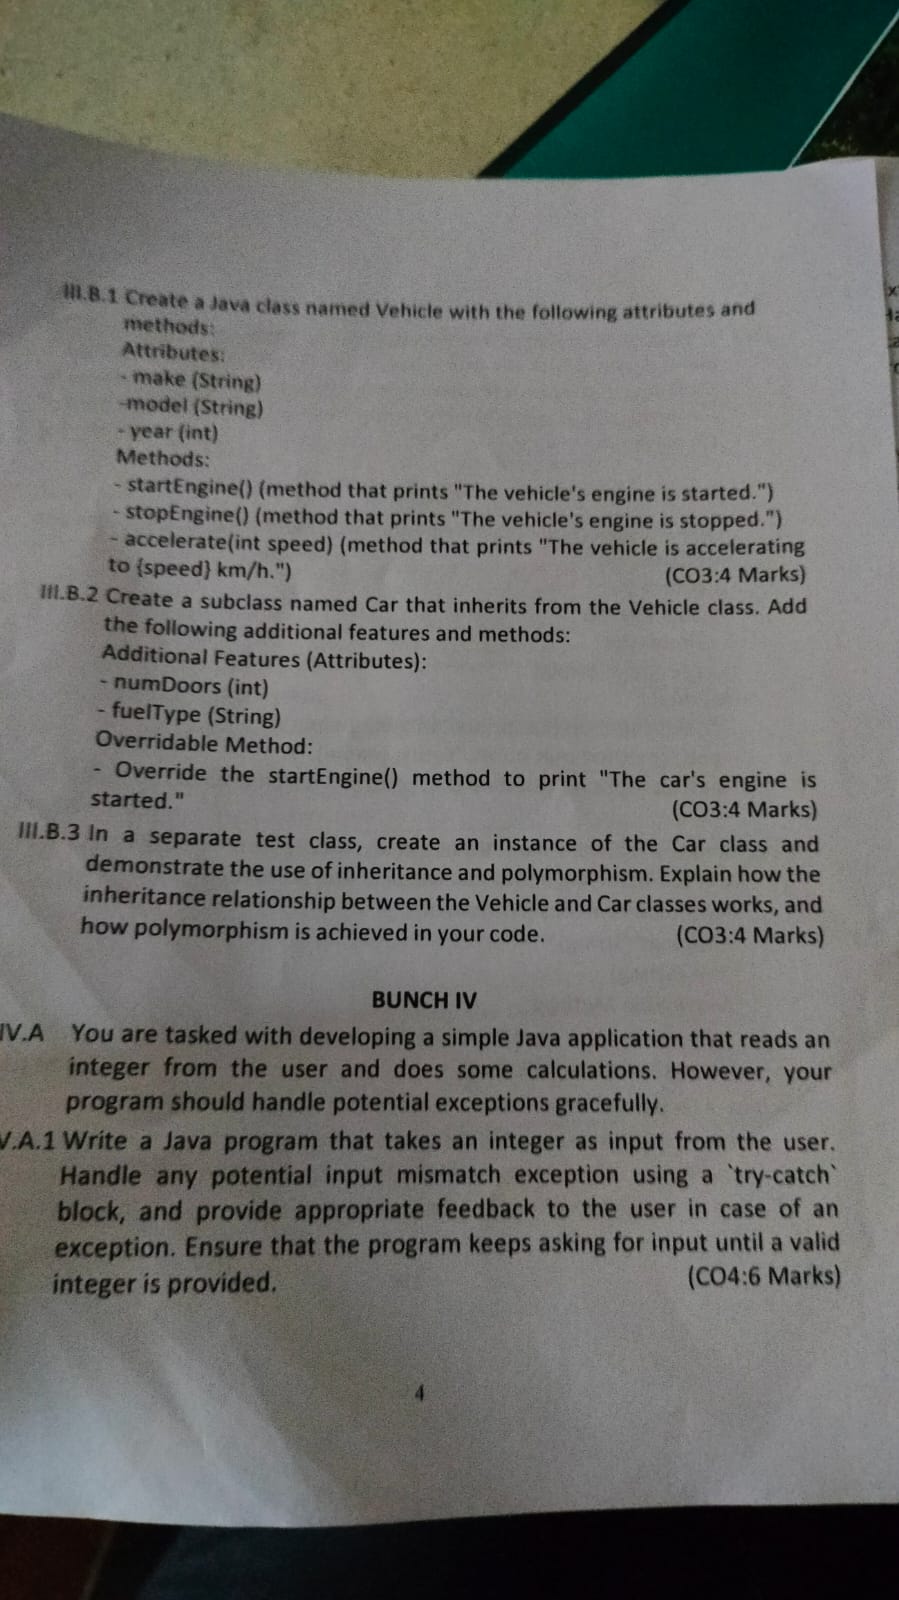 III.B.1 Create a Java class named Vehicle with the following attributes and
methods:
Attributes:
- make (String)
-model (String)
- year (int)
Methods:
- startEngine() (method that prints "The vehicle's engine is started.")
- stopEngine() (method that prints "The vehicle's engine is stopped.")
- accelerate(int speed) (method that prints "The vehicle is accelerating
to {speed} km/h.") (CO3:4 Marks)
III.B.2 Create a subclass named Car that inherits from the Vehicle class. Add
the following additional features and methods:
Additional Features (Attributes):
- numDoors (int)
- fuelType (String)
Overridable Method:
- Override the startEngine() method to print "The car's engine is
started." (CO3:4 Marks)
III.B.3 In a separate test class, create an instance of the Car class and
demonstrate the use of inheritance and polymorphism. Explain how the
inheritance relationship between the Vehicle and Car classes works, and
how polymorphism is achieved in your code. (CO3:4 Marks)
BUNCH IV
IV.A You are tasked with developing a simple Java application that reads an
integer from the user and does some calculations. However, your
program should handle potential exceptions gracefully.
V.A.1 Write a Java program that takes an integer as input from the user.
Handle any potential input mismatch exception using a `try-catch`
block, and provide appropriate feedback to the user in case of an
exception. Ensure that the program keeps asking for input until a valid
integer is provided. (CO4:6 Marks)
4